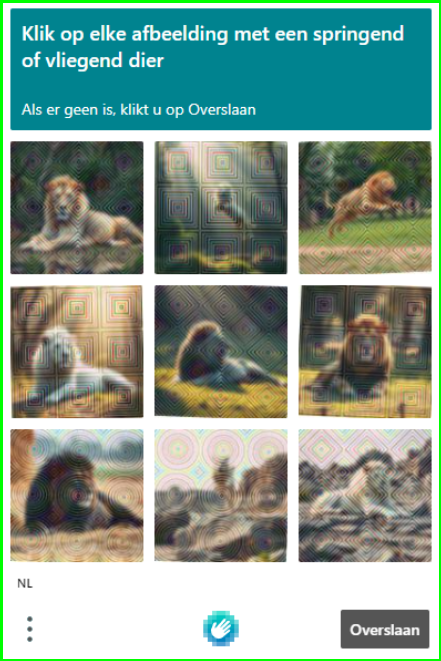 Klik op elke afbeelding met een springend
of vliegend dier
Als er geen is, klikt u op Overslaan
NL
Overslaan